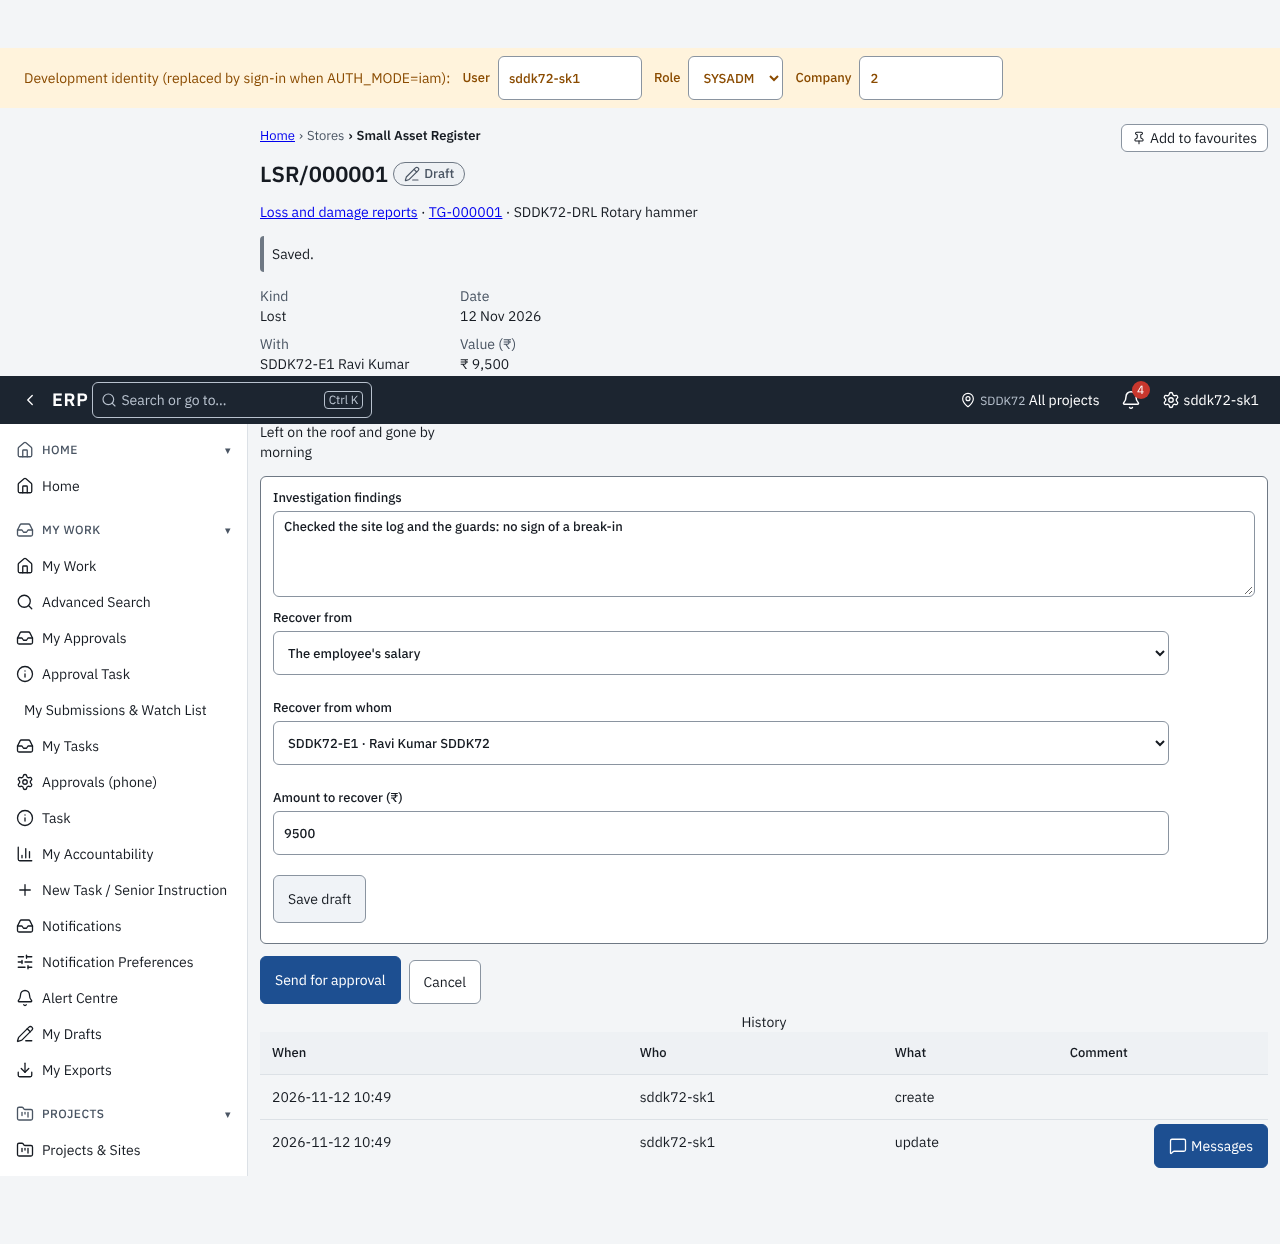 Development identity (replaced by sign-in when AUTH_MODE=iam): User sddk72-sk1 Role SYSADM Company 2
Home › Stores › Small Asset Register
Add to favourites
LSR/000001 Draft
Loss and damage reports · TG-000001 · SDDK72-DRL Rotary hammer
Saved.
Kind Date
Lost 12 Nov 2026
With Value (₹)
SDDK72-E1 Ravi Kumar ₹ 9,500
ERP Search or go to... Ctrl K SDDK72 All projects 4 sddk72-sk1
HOME
Home
MY WORK
My Work
Advanced Search
My Approvals
Approval Task
My Submissions & Watch List
My Tasks
Approvals (phone)
Task
My Accountability
New Task / Senior Instruction
Notifications
Notification Preferences
Alert Centre
My Drafts
My Exports
PROJECTS
Projects & Sites
Left on the roof and gone by
morning
Investigation findings
Checked the site log and the guards: no sign of a break-in
Recover from
The employee's salary
Recover from whom
SDDK72-E1 · Ravi Kumar SDDK72
Amount to recover (₹)
9500
Save draft
Send for approval Cancel
History
When Who What Comment
2026-11-12 10:49 sddk72-sk1 create
2026-11-12 10:49 sddk72-sk1 update
Messages